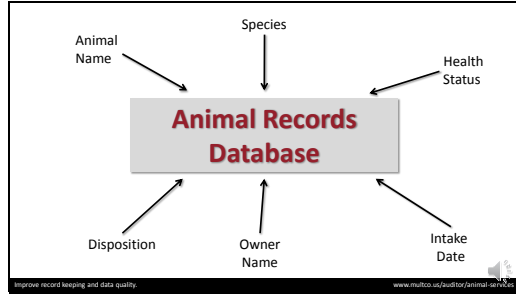 Species
Animal
Name
Health
Status
Animal Records
Database
Disposition
Owner
Name
Intake
Date
Improve record keeping and data quality.
www.multco.us/auditor/animal-services